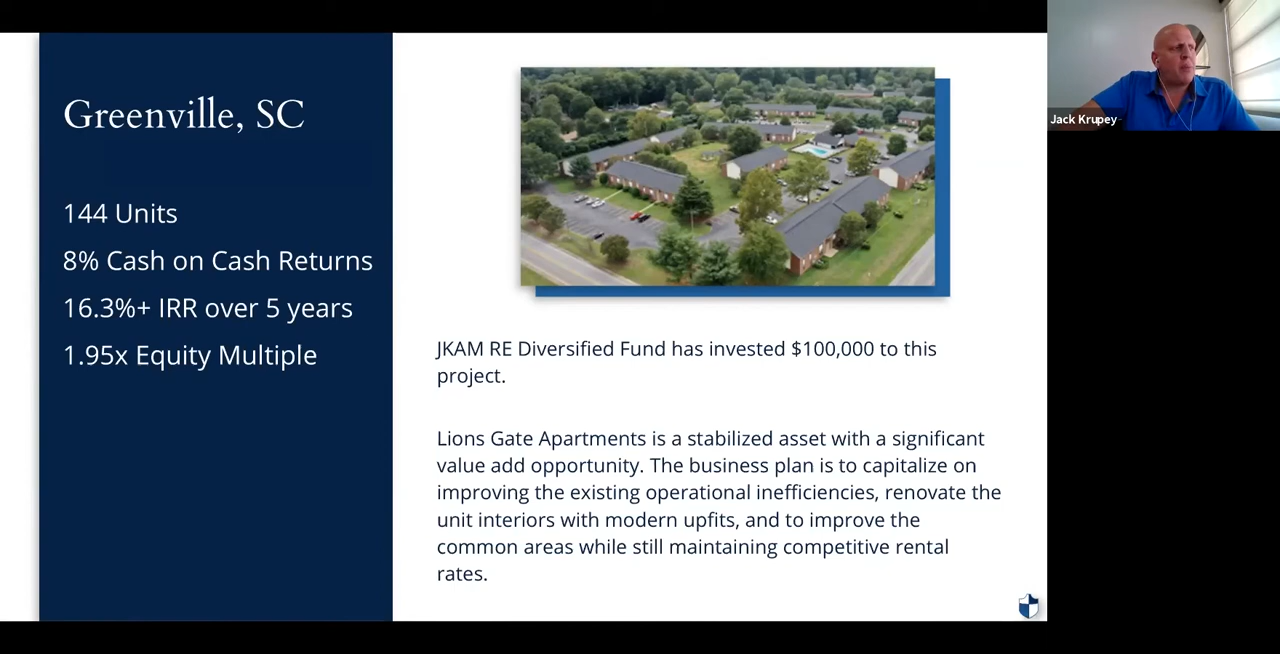 Greenville, SC
144 Units
8% Cash on Cash Returns
16.3%+ IRR over 5 years
1.95x Equity Multiple
JKAM RE Diversified Fund has invested $100,000 to this
project.
Lions Gate Apartments is a stabilized asset with a significant
value add opportunity. The business plan is to capitalize on
improving the existing operational inefficiencies, renovate the
unit interiors with modern upfits, and to improve the
common areas while still maintaining competitive rental
rates.
Jack Krupey